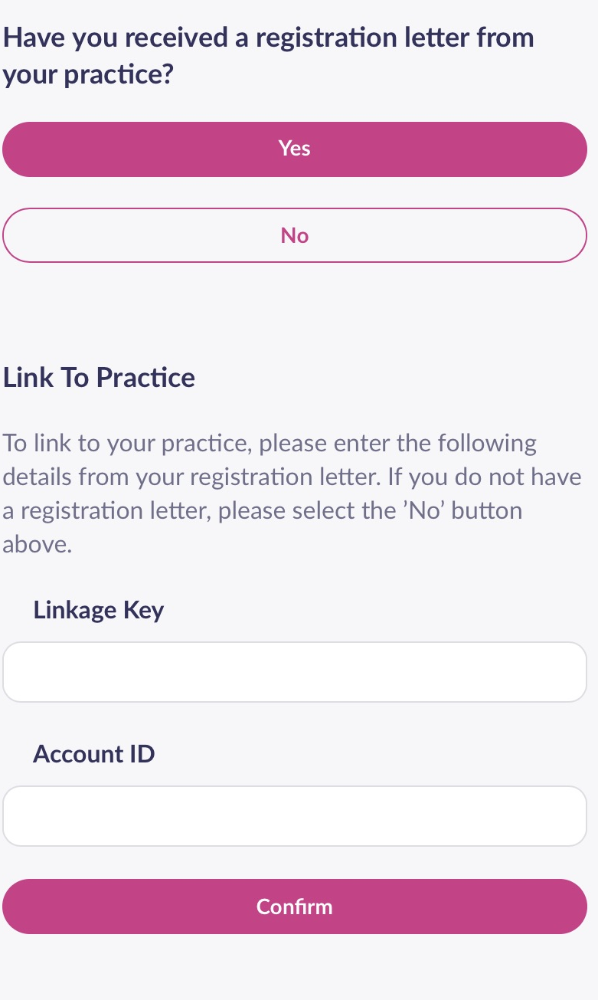 Have you received a registration letter from
your practice?
Yes
No
Link To Practice
To link to your practice, please enter the following
details from your registration letter. If you do not have
a registration letter, please select the ’No’ button
above.
Linkage Key
Account ID
Confirm